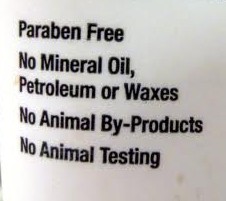 Paraben Free
No Mineral Oil,
Petroleum or Waxes
No Animal By-Products
No Animal Testing